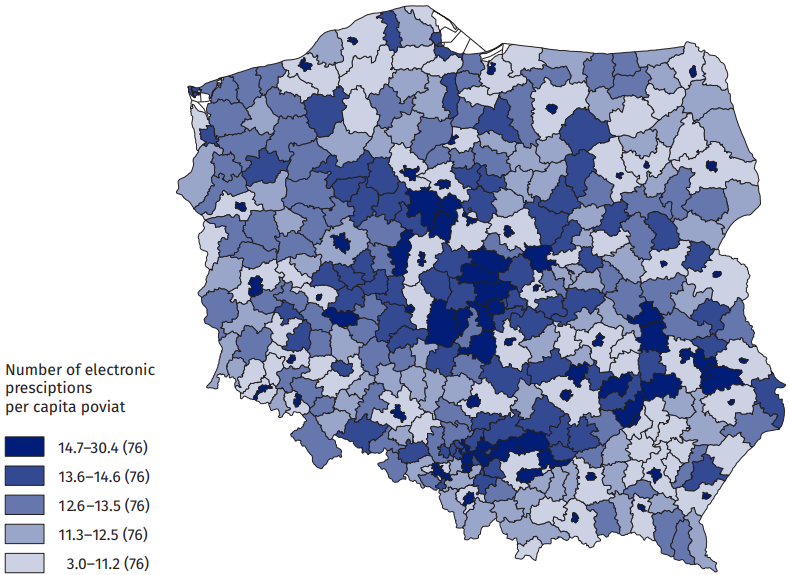 Number of electronic
presciptions
per capita poviat
14.7–30.4 (76)
13.6–14.6 (76)
12.6–13.5 (76)
11.3–12.5 (76)
3.0–11.2 (76)